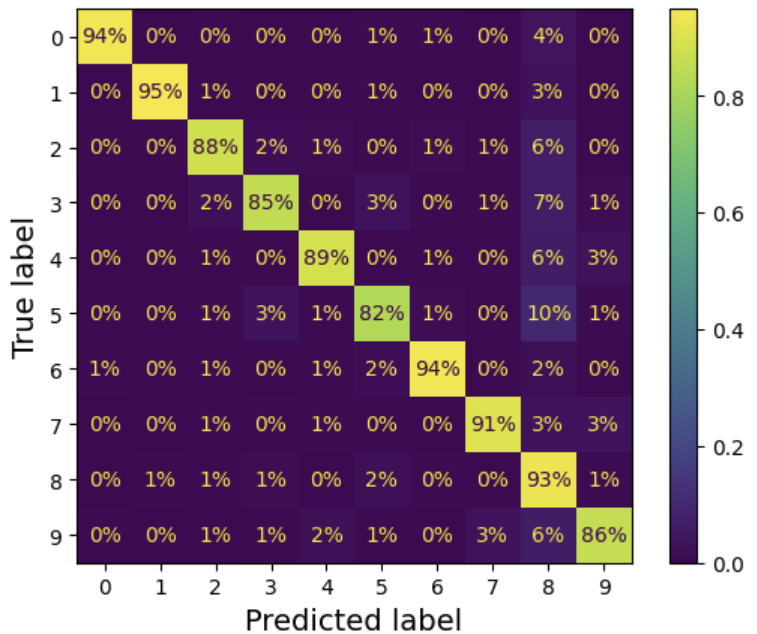 0 94% 0% 0% 0% 0% 1% 1% 0% 4% 0%
1 0% 95% 1% 0% 0% 1% 0% 0% 3% 0%
0.8
2 0% 0% 88% 2% 1% 0% 1% 1% 6% 0%
3 0% 0% 2% 85% 0% 3% 0% 1% 7% 1%
0.6
True label
4 0% 0% 1% 0% 89% 0% 1% 0% 6% 3%
5 0% 0% 1% 3% 1% 82% 1% 0% 10% 1%
0.4
6 1% 0% 1% 0% 1% 2% 94% 0% 2% 0%
7 0% 0% 1% 0% 1% 0% 0% 91% 3% 3%
0.2
8 0% 1% 1% 1% 0% 2% 0% 0% 93% 1%
9 0% 0% 1% 1% 2% 1% 0% 3% 6% 86%
0.0
0 1 2 3 4 5 6 7 8 9
Predicted label